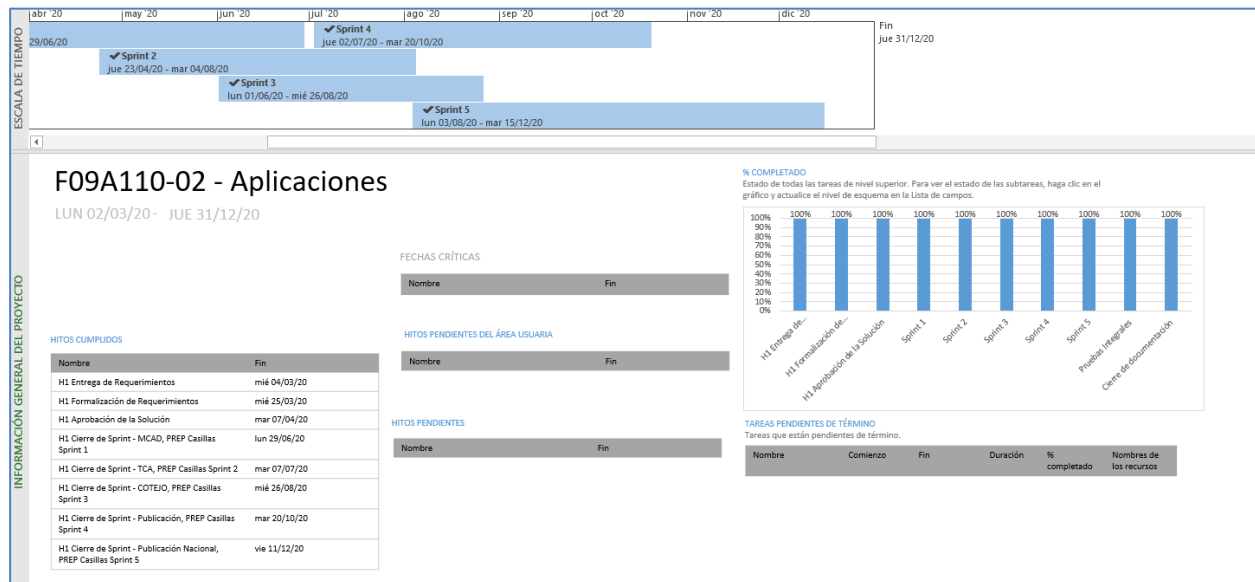 abr '20 may '20 jun '20 jul '20 ago '20 sep '20 oct '20 nov '20 dic '20
ESCALA DE TIEMPO
29/06/20
✔Sprint 4
jue 02/07/20 - mar 20/10/20
✔Sprint 2
jue 23/04/20 - mar 04/08/20
✔Sprint 3
lun 01/06/20 - mié 26/08/20
✔Sprint 5
lun 03/08/20 - mar 15/12/20
Fin
jue 31/12/20
INFORMACIÓN GENERAL DEL PROYECTO
F09A110-02 - Aplicaciones
LUN 02/03/20 - JUE 31/12/20
HITOS CUMPLIDOS
Nombre Fin
H1 Entrega de Requerimientos mié 04/03/20
H1 Formalización de Requerimientos mié 25/03/20
H1 Aprobación de la Solución mar 07/04/20
H1 Cierre de Sprint - MCAD, PREP Casillas lun 29/06/20
Sprint 1
H1 Cierre de Sprint - TCA, PREP Casillas Sprint 2 mar 07/07/20
H1 Cierre de Sprint - COTEJO, PREP Casillas mié 26/08/20
Sprint 3
H1 Cierre de Sprint - Publicación, PREP Casillas mar 20/10/20
Sprint 4
H1 Cierre de Sprint - Publicación Nacional, vie 11/12/20
PREP Casillas Sprint 5
FECHAS CRÍTICAS
Nombre Fin
HITOS PENDIENTES DEL ÁREA USUARIA
Nombre Fin
HITOS PENDIENTES
Nombre Fin
% COMPLETADO
Estado de todas las tareas de nivel superior. Para ver el estado de las subtareas, haga clic en el
gráfico y actualice el nivel de esquema en la Lista de campos.
100% 100% 100% 100% 100% 100% 100% 100% 100% 100%
100%
90%
80%
70%
60%
50%
40%
30%
20%
10%
0%
H1 Entrega de...
H1 Formalización de...
H1 Aprobación de la Solución
Sprint 1
Sprint 2
Sprint 3
Sprint 4
Sprint 5
Pruebas Integrales
Cierre de documentación
TAREAS PENDIENTES DE TÉRMINO
Tareas que están pendientes de término.
Nombre Comienzo Fin Duración % Nombres de
completado los recursos